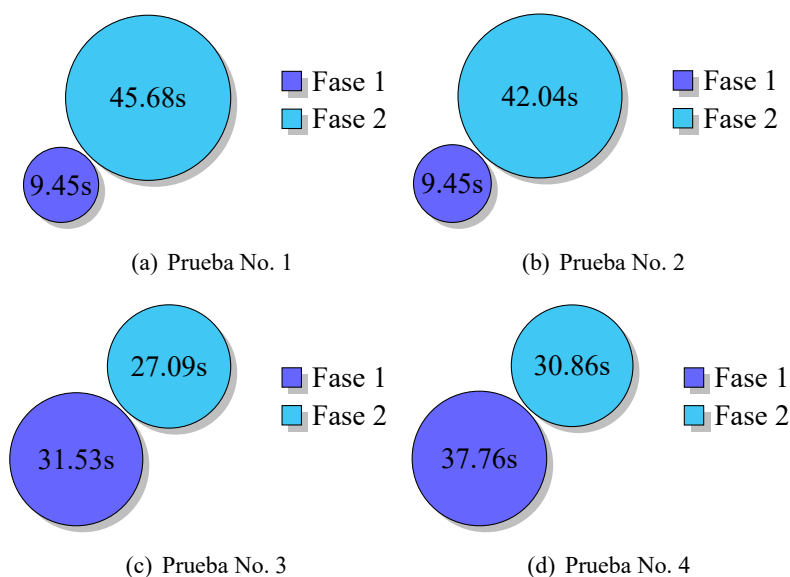 45.68s
9.45s
Fase 1
Fase 2
(a) Prueba No. 1
42.04s
9.45s
Fase 1
Fase 2
(b) Prueba No. 2
27.09s
31.53s
Fase 1
Fase 2
(c) Prueba No. 3
30.86s
37.76s
Fase 1
Fase 2
(d) Prueba No. 4